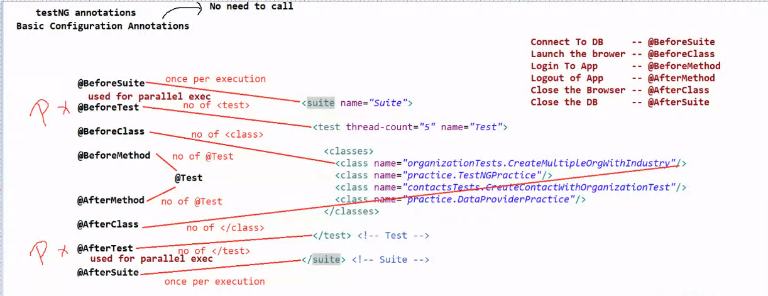 testNG annotations
No need to call
Basic Configuration Annotations
Connect To DB -- @BeforeSuite
Launch the brower -- @BeforeClass
Login To App -- @BeforeMethod
Logout of App -- @AfterMethod
Close the Browser -- @AfterClass
Close the DB -- @AfterSuite
@BeforeSuite once per execution
used for parallel exec
P x @BeforeTest no of <test>
<suite name="Suite">
<test thread-count="5" name="Test">
@BeforeClass no of <class>
<classes>
@BeforeMethod no of @Test
<class name="organizationTests.CreateMultipleOrgWithIndustry"/>
<class name="practice.TestNGPractice"/>
@Test
<class name="contactsTests.CreateContactWithOrganizationTest"/>
@AfterMethod no of @Test
<class name="practice.DataProviderPractice"/>
</classes>
@AfterClass
no of </class>
</test> <!-- Test -->
P x @AfterTest no of </test>
used for parallel exec
</suite> <!-- Suite -->
@AfterSuite
once per execution